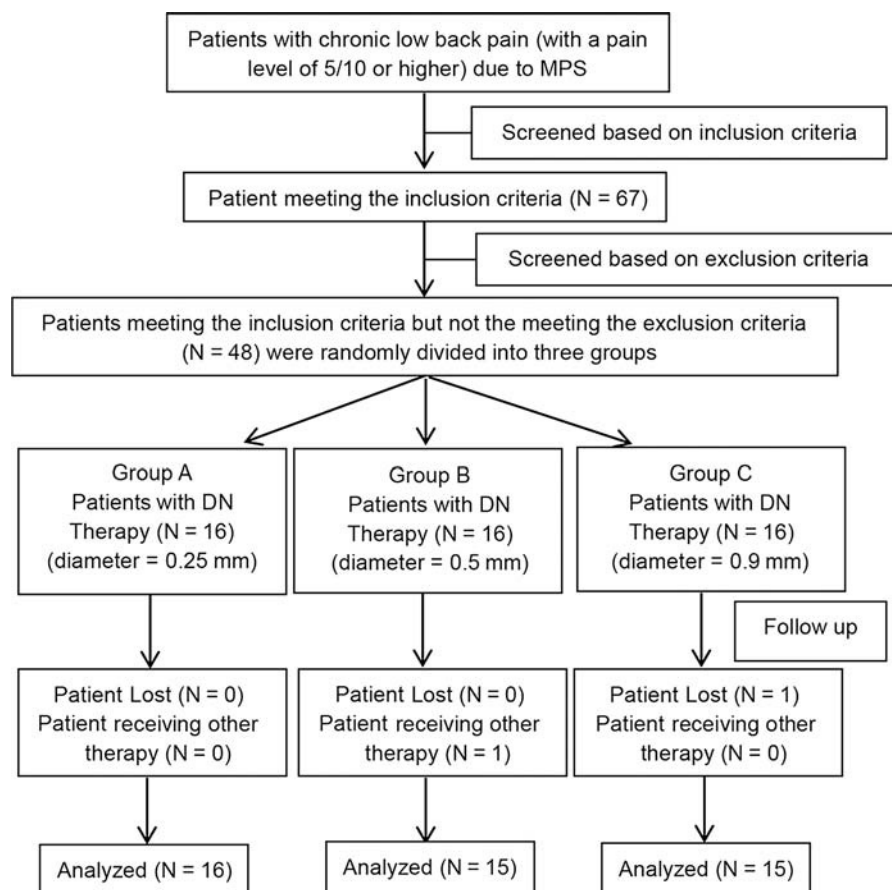 Patients with chronic low back pain (with a pain
level of 5/10 or higher) due to MPS
Screened based on inclusion criteria
Patient meeting the inclusion criteria (N = 67)
Screened based on exclusion criteria
Patients meeting the inclusion criteria but not the meeting the exclusion criteria
(N = 48) were randomly divided into three groups
Group A
Patients with DN
Therapy (N = 16)
(diameter = 0.25 mm)
Group B
Patients with DN
Therapy (N = 16)
(diameter = 0.5 mm)
Group C
Patients with DN
Therapy (N = 16)
(diameter = 0.9 mm)
Follow up
Patient Lost (N = 0)
Patient receiving other
therapy (N = 0)
Patient Lost (N = 0)
Patient receiving other
therapy (N = 1)
Patient Lost (N = 1)
Patient receiving other
therapy (N = 0)
Analyzed (N = 16)
Analyzed (N = 15)
Analyzed (N = 15)